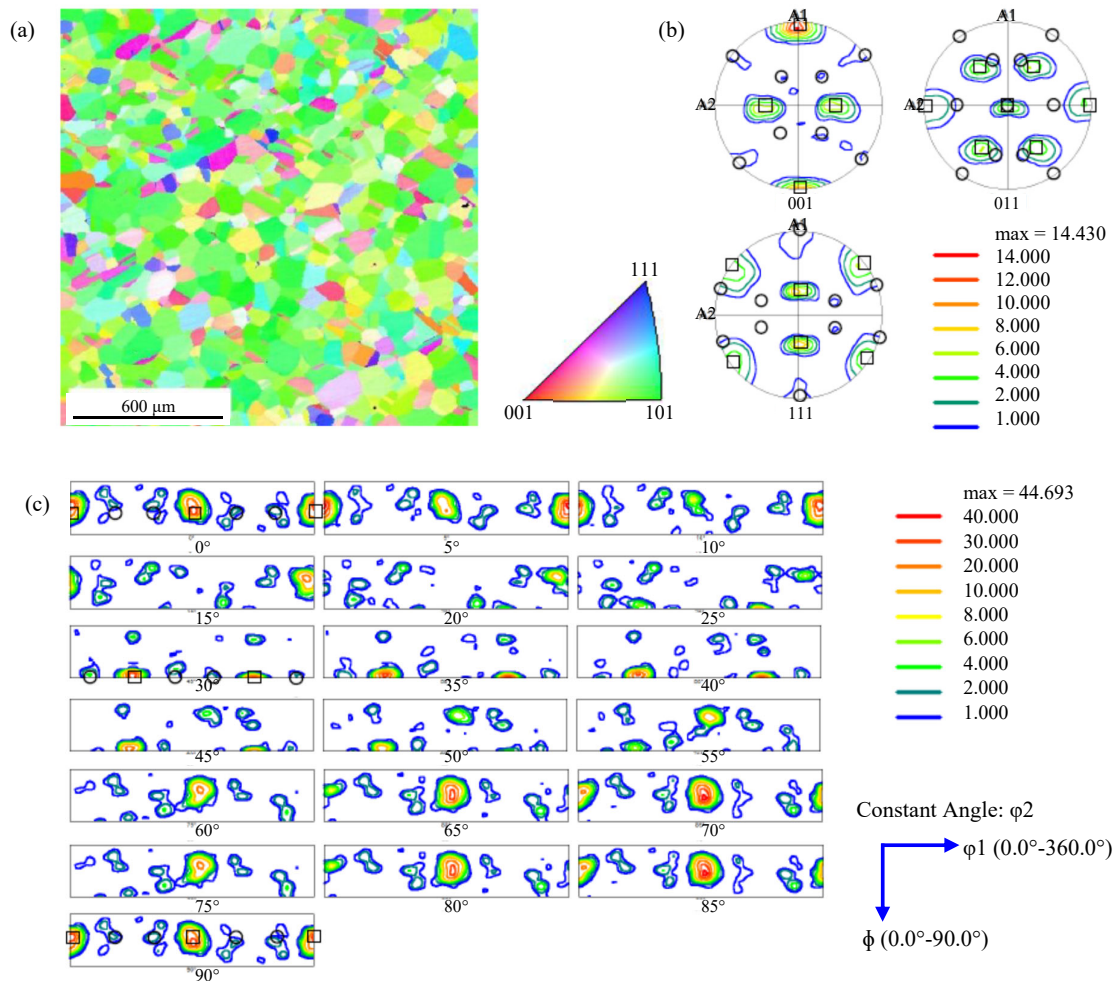 (a)
600 μm
111
001
101
(b)
A1
A2
001
A1
A2
011
A1
A2
111
max = 14.430
14.000
12.000
10.000
8.000
6.000
4.000
2.000
1.000
(c)
0° 5° 10°
15° 20° 25°
30° 35° 40°
45° 50° 55°
60° 65° 70°
75° 80° 85°
90°
max = 44.693
40.000
30.000
20.000
10.000
8.000
6.000
4.000
2.000
1.000
Constant Angle: φ2
φ1 (0.0°-360.0°)
ϕ (0.0°-90.0°)